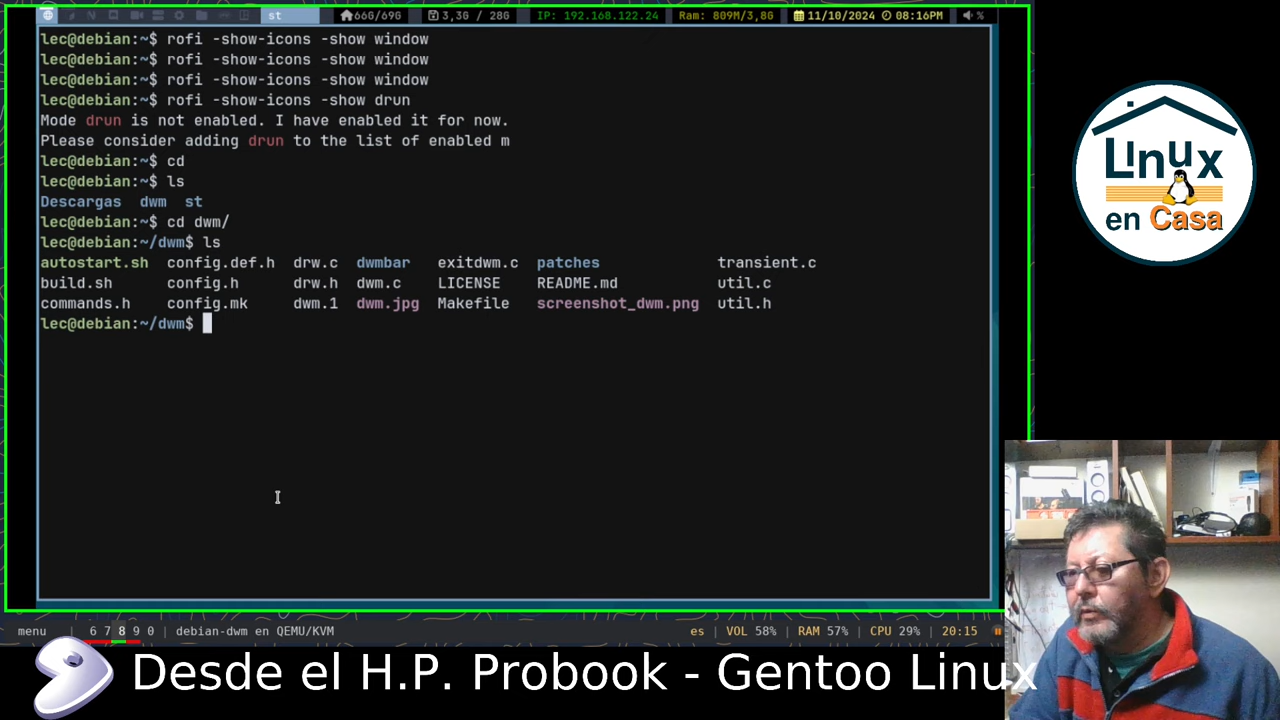 st
66G/69G
3,3G / 28G
IP: 192.168.122.24
Ram: 809M/3,8G
11/10/2024
08:16PM
%
lec@debian:~$ rofi -show-icons -show window
lec@debian:~$ rofi -show-icons -show window
lec@debian:~$ rofi -show-icons -show window
lec@debian:~$ rofi -show-icons -show drun
Mode drun is not enabled. I have enabled it for now.
Please consider adding drun to the list of enabled m
lec@debian:~$ cd
lec@debian:~$ ls
Descargas dwm st
lec@debian:~$ cd dwm/
lec@debian:~/dwm$ ls
autostart.sh config.def.h drw.c dwmbar exitdwm.c patches transient.c
build.sh config.h drw.h dwm.c LICENSE README.md util.c
commands.h config.mk dwm.1 dwm.jpg Makefile screenshot_dwm.png util.h
lec@debian:~/dwm$
Linux
en Casa
menu | 6 7 8 9 0 | debian-dwm en QEMU/KVM
es | VOL 58% | RAM 57% | CPU 29% | 20:15
Desde el H.P. Probook - Gentoo Linux